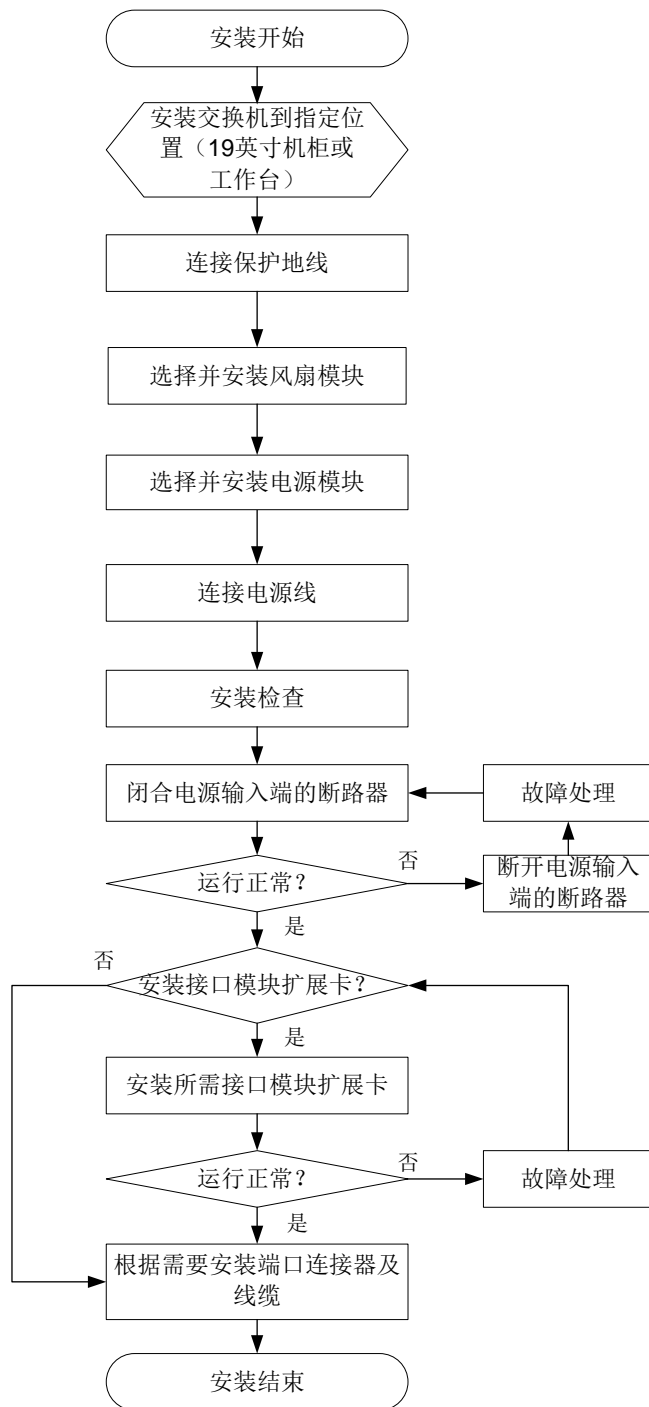 安装开始
安装交换机到指定位
置（19英寸机柜或
工作台）
连接保护地线
选择并安装风扇模块
选择并安装电源模块
连接电源线
安装检查
闭合电源输入端的断路器
故障处理
运行正常？
否
断开电源输入
端的断路器
是
否
安装接口模块扩展卡？
是
安装所需接口模块扩展卡
运行正常？
否
故障处理
是
根据需要安装端口连接器及
线缆
安装结束